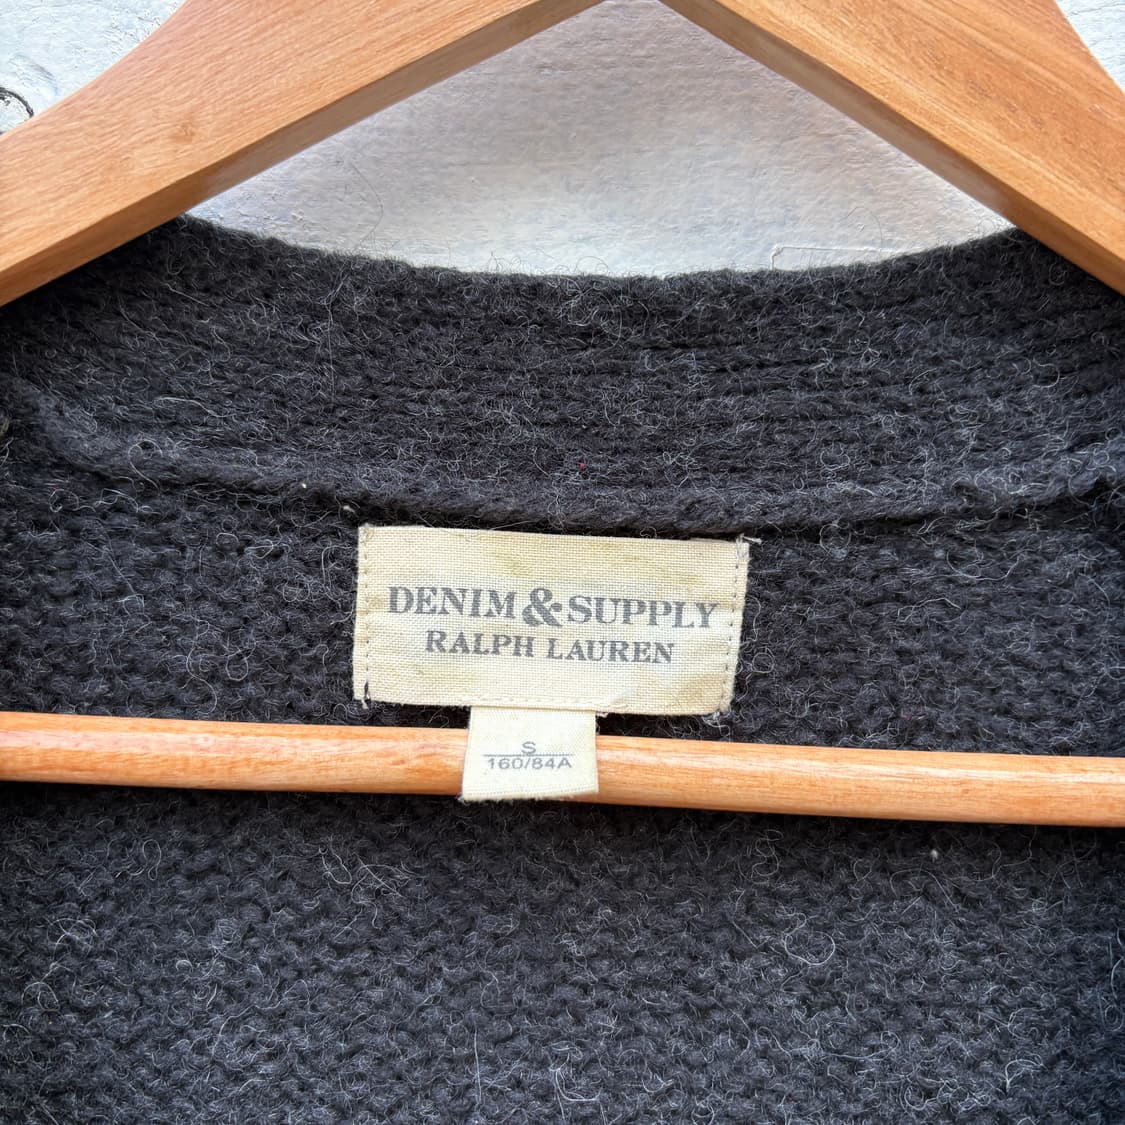 DENIM & SUPPLY
RALPH LAUREN
S
160/84A